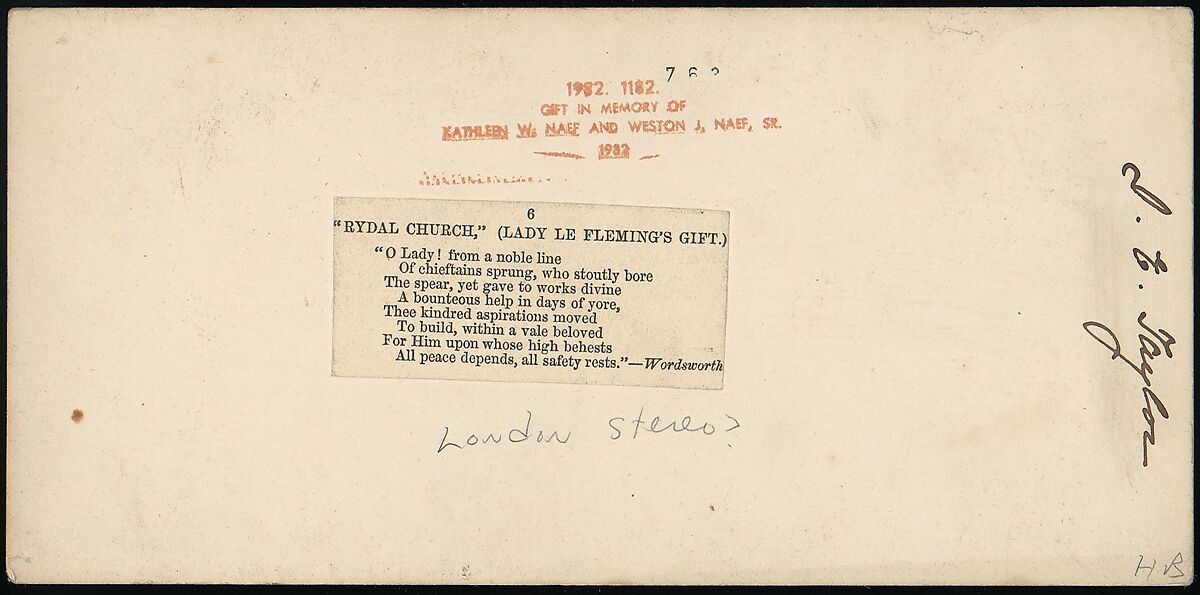 1982. 1182.
GIFT IN MEMORY OF
KATHLEEN W. NAEF AND WESTON J. NAEF, SR.
1982
6
“RYDAL CHURCH,” (LADY LE FLEMING’S GIFT.)
“O Lady! from a noble line
Of chieftains sprung, who stoutly bore
The spear, yet gave to works divine
A bounteous help in days of yore,
Thee kindred aspirations moved
To build, within a vale beloved
For Him upon whose high behests
All peace depends, all safety rests.”—Wordsworth
London Stereo?
Taylor
HB